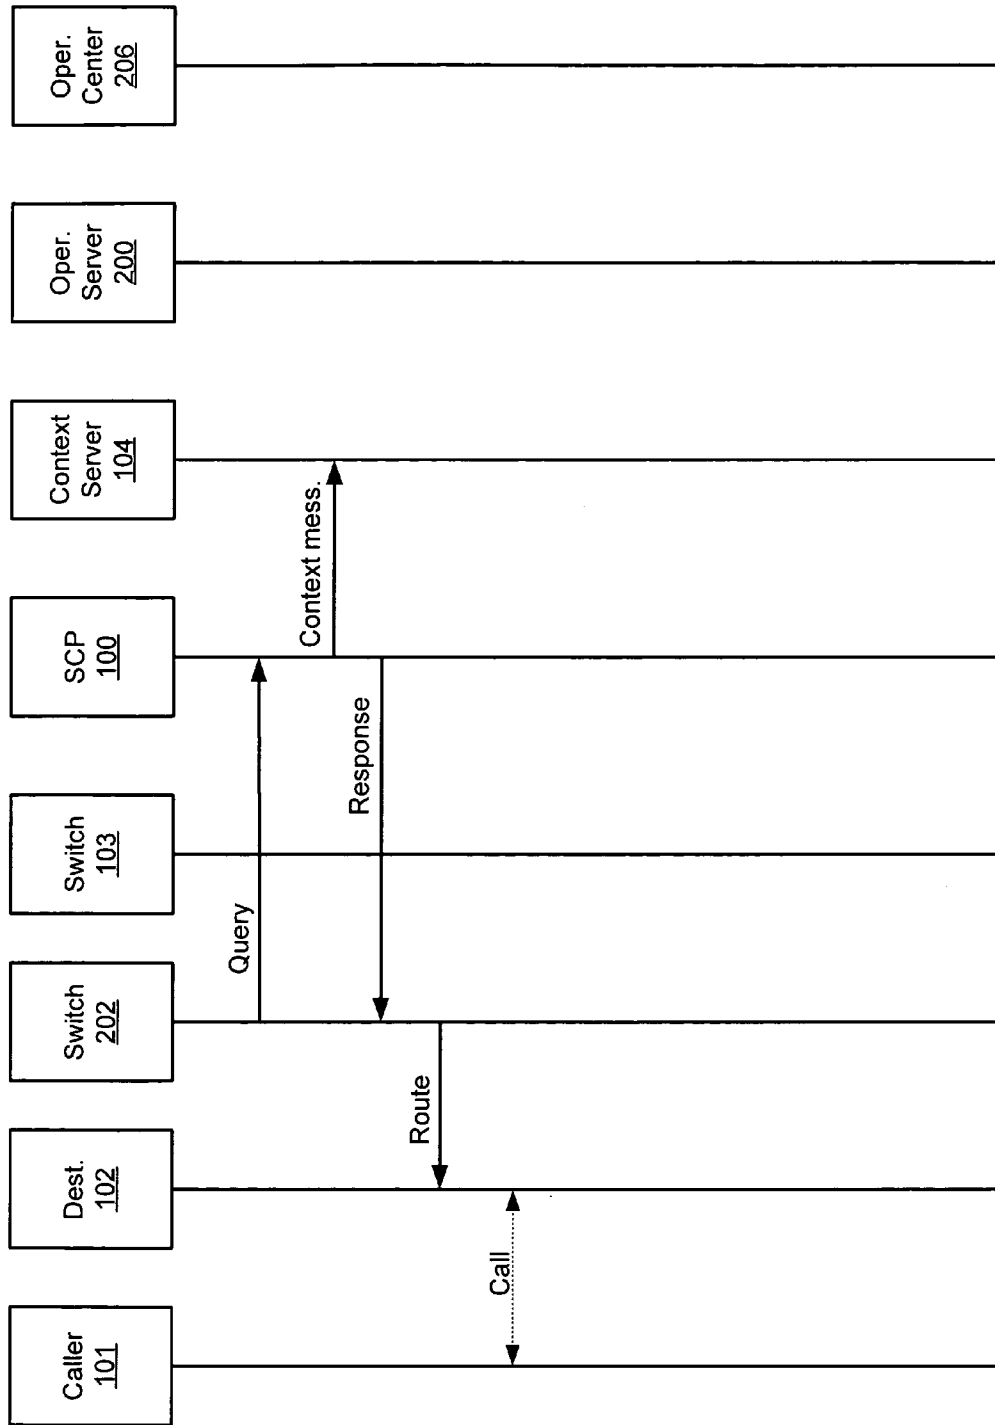 Caller
101
Dest.
102
Switch
202
Switch
103
SCP
100
Context
Server
104
Oper.
Server
200
Oper.
Center
206
Query
Context mess.
Response
Route
Call